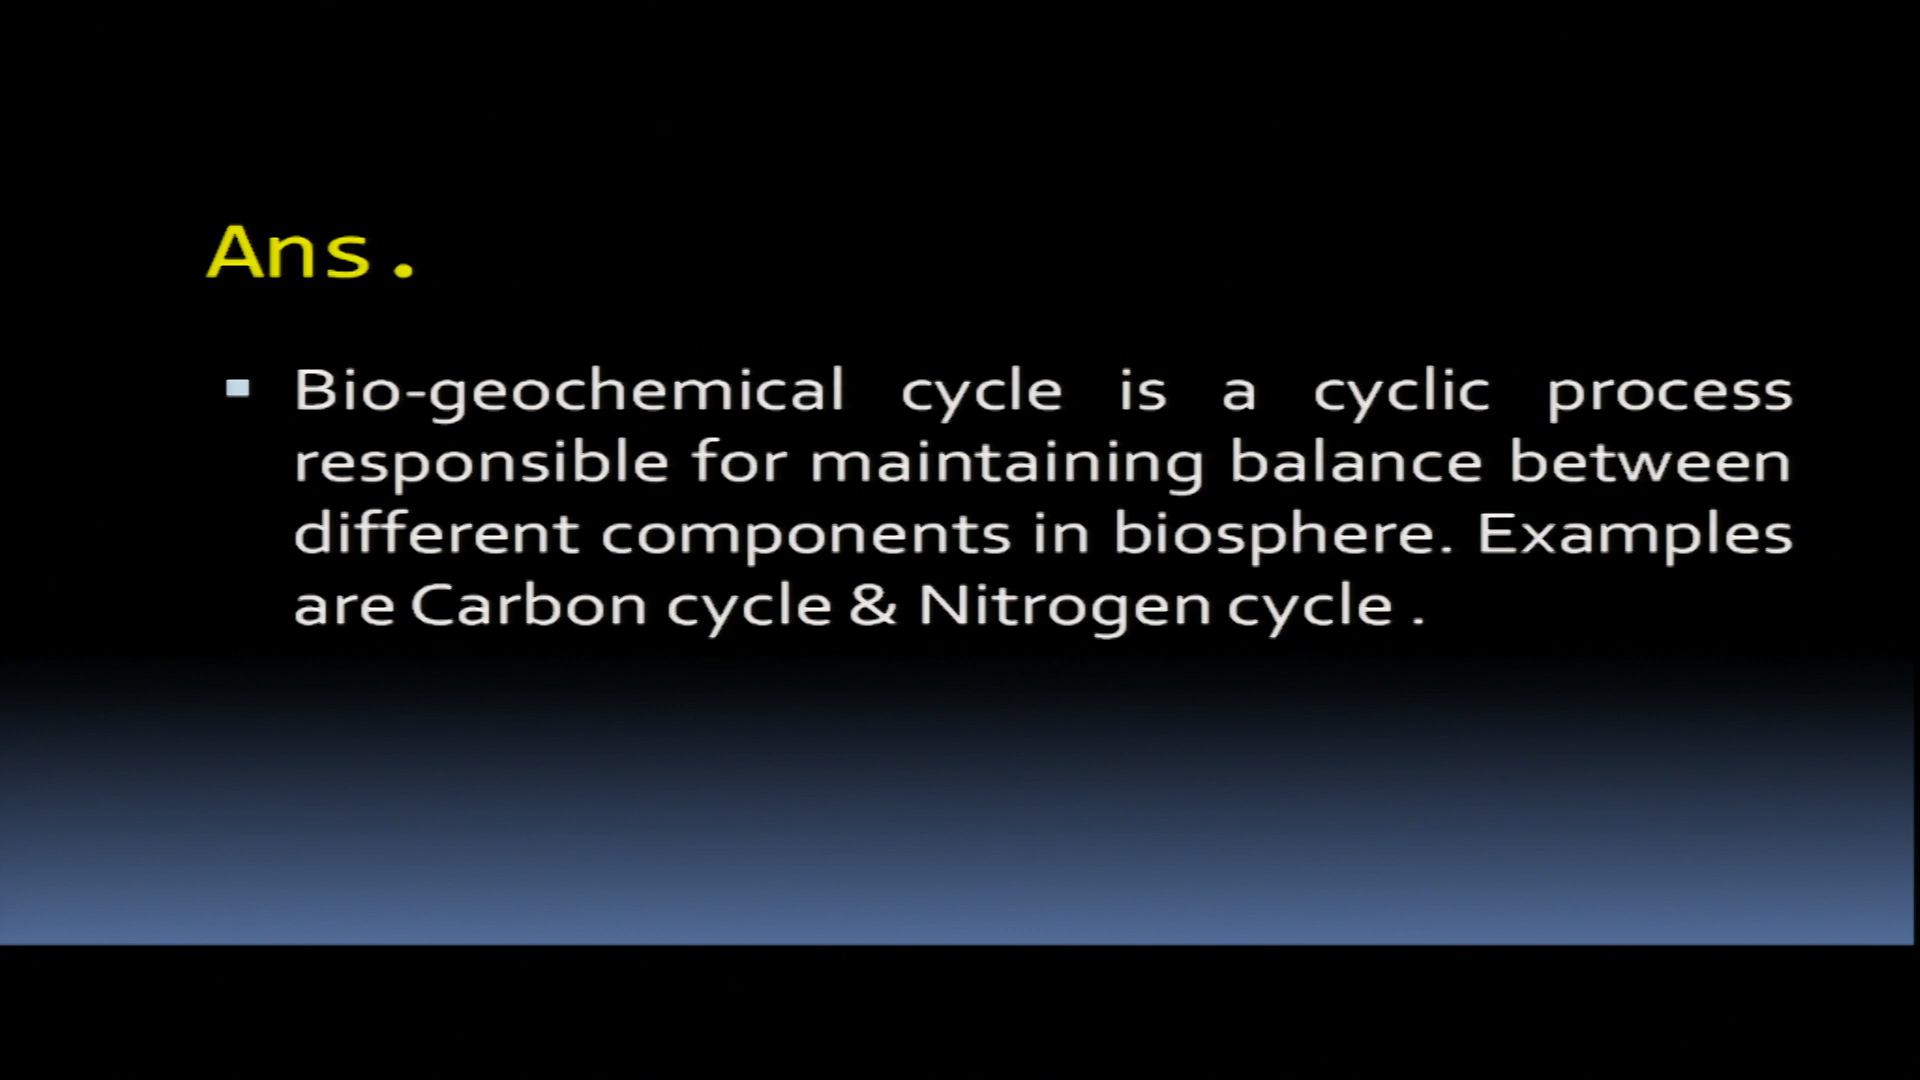 Ans.
Bio-geochemical cycle is a cyclic process
responsible for maintaining balance between
different components in biosphere. Examples
are Carbon cycle & Nitrogen cycle .